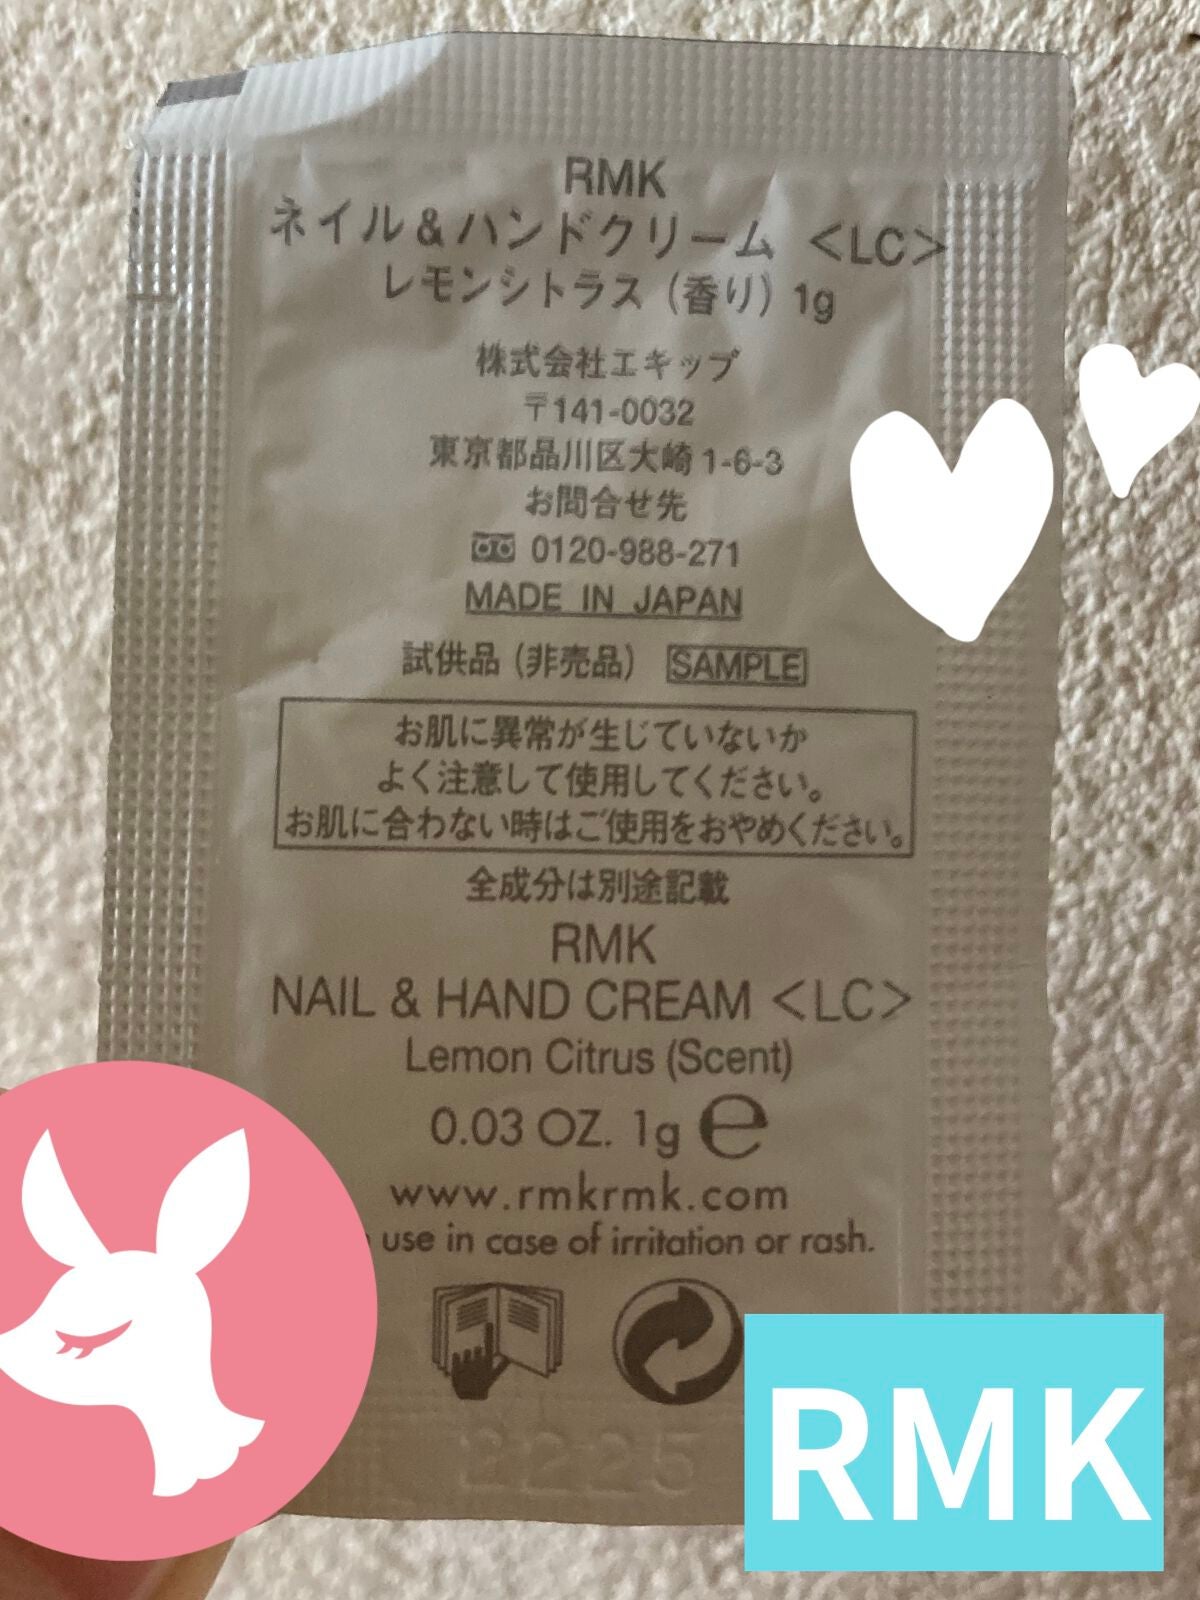 RMK
ネイル&ハンドクリーム <LC>
レモンシトラス (香り) 1g
株式会社エキップ
〒141-0032
東京都品川区大崎1-6-3
お問合せ先
0120-988-271
MADE IN JAPAN
試供品 (非売品) SAMPLE
お肌に異常が生じていないか
よく注意して使用してください。
お肌に合わない時はご使用をおやめください。
全成分は別途記載
RMK
NAIL & HAND CREAM <LC>
Lemon Citrus (Scent)
0.03 OZ. 1g e
www.rmkrmk.com
use in case of irritation or rash.
2225
RMK